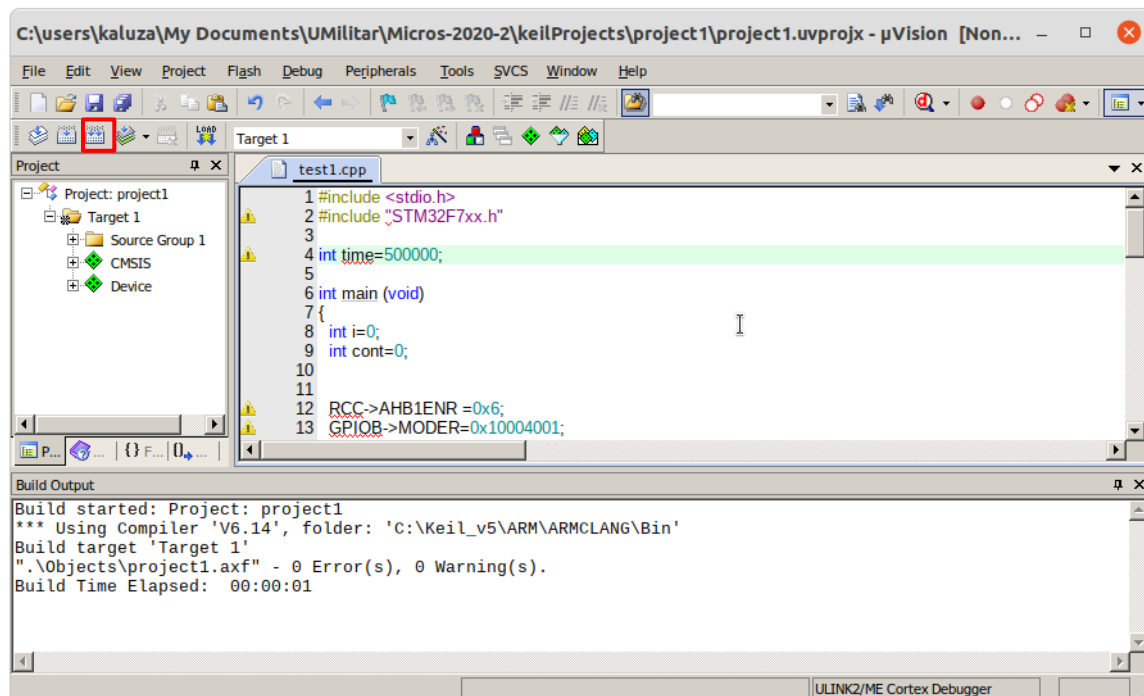 C:\users\kaluza\My Documents\UMilitar\Micros-2020-2\keilProjects\project1\project1.uvprojx - µVision [Non...
File Edit View Project Flash Debug Peripherals Tools SVCS Window Help
LOAD
Target 1
Project
test1.cpp
Project: project1
Target 1
Source Group 1
CMSIS
Device
1 #include <stdio.h>
2 #include "STM32F7xx.h"
3
4 int time=500000;
5
6 int main (void)
7 {
8 int i=0;
9 int cont=0;
10
11
12 RCC->AHB1ENR =0x6;
13 GPIOB->MODER=0x10004001;
P... ... {} F... 0 ...
Build Output
Build started: Project: project1
*** Using Compiler 'V6.14', folder: 'C:\Keil_v5\ARM\ARMCLANG\Bin'
Build target 'Target 1'
".\Objects\project1.axf" - 0 Error(s), 0 Warning(s).
Build Time Elapsed:  00:00:01
ULINK2/ME Cortex Debugger